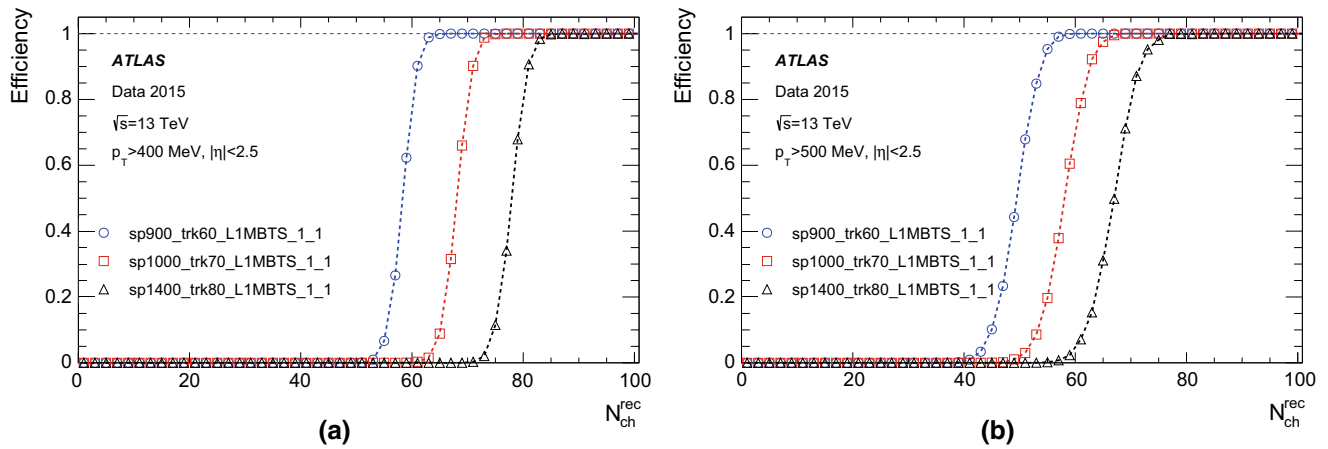 Efficiency
1
0.8
0.6
0.4
0.2
0
ATLAS
Data 2015
√s=13 TeV
p_T>400 MeV, |η|<2.5
sp900_trk60_L1MBTS_1_1
sp1000_trk70_L1MBTS_1_1
sp1400_trk80_L1MBTS_1_1
0 20 40 60 80 100
N_ch^rec
(a)
Efficiency
1
0.8
0.6
0.4
0.2
0
ATLAS
Data 2015
√s=13 TeV
p_T>500 MeV, |η|<2.5
sp900_trk60_L1MBTS_1_1
sp1000_trk70_L1MBTS_1_1
sp1400_trk80_L1MBTS_1_1
0 20 40 60 80 100
N_ch^rec
(b)